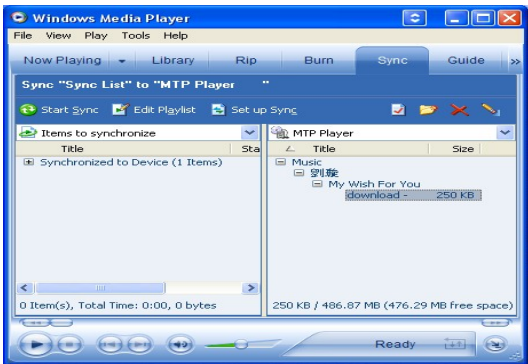 Windows Media Player
File View Play Tools Help
Now Playing Library Rip Burn Sync Guide »
Sync "Sync List" to "MTP Player "
Start Sync Edit Playlist Set up Sync
Items to synchronize
MTP Player
Title Sta
Title Size
Synchronized to Device (1 Items)
Music
My Wish For You
download - 250 KB
0 Item(s), Total Time: 0:00, 0 bytes
250 KB / 486.87 MB (476.29 MB free space)
Ready